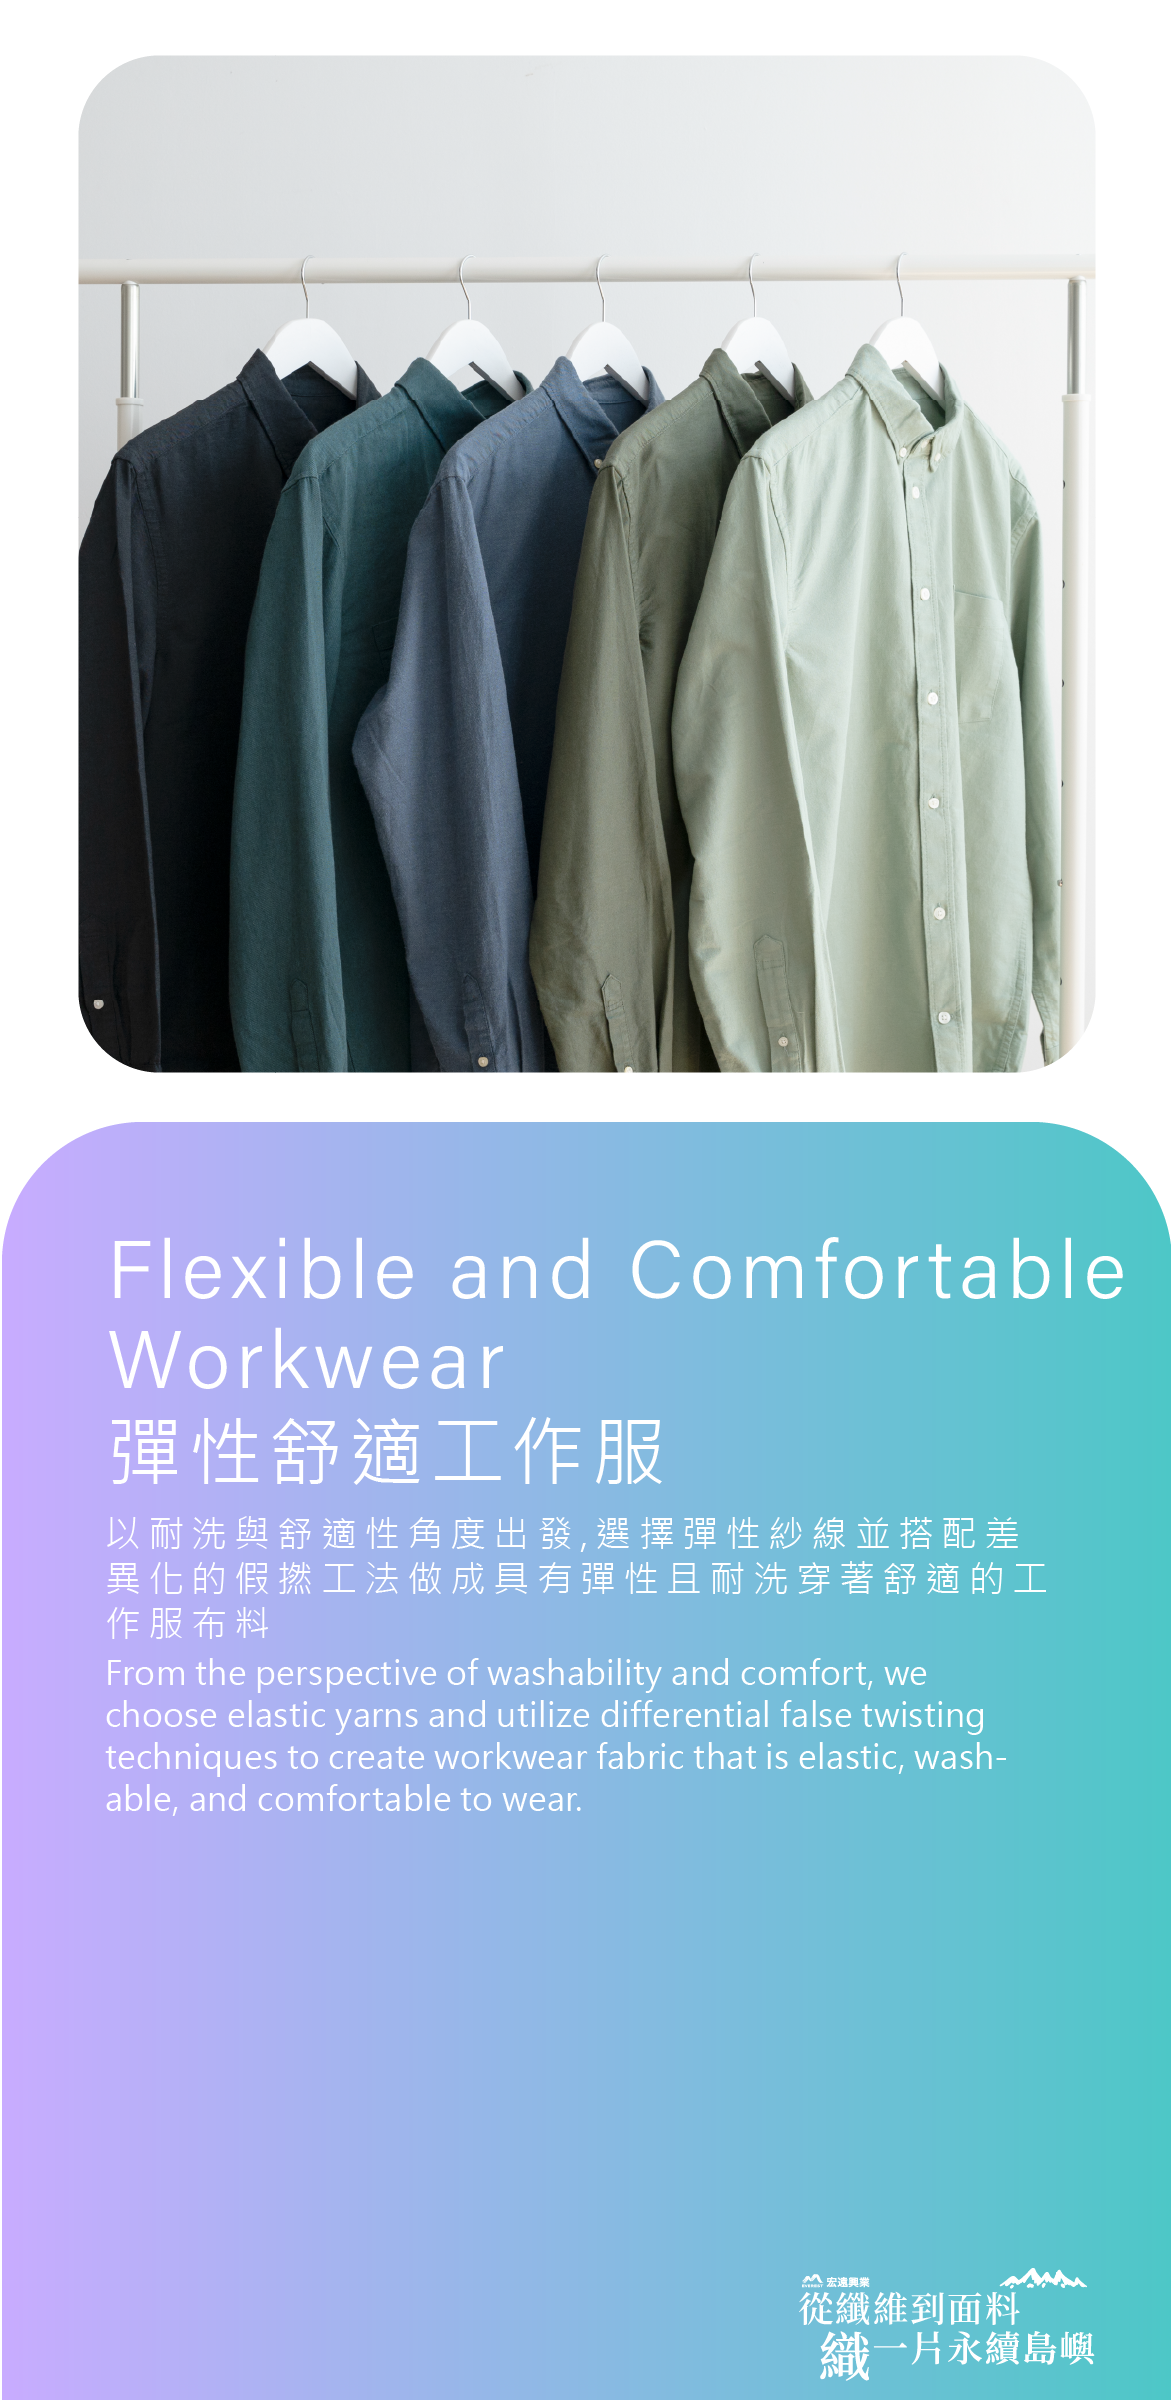 Flexible and Comfortable
Workwear
彈性舒適工作服
以耐洗與舒適性角度出發,選擇彈性紗線並搭配差
異化的假撚工法做成具有彈性且耐洗穿著舒適的工
作服布料
From the perspective of washability and comfort, we
choose elastic yarns and utilize differential false twisting
techniques to create workwear fabric that is elastic, wash-
able, and comfortable to wear.
EVEREST 宏遠興業
從纖維到面料
織一片永續島嶼